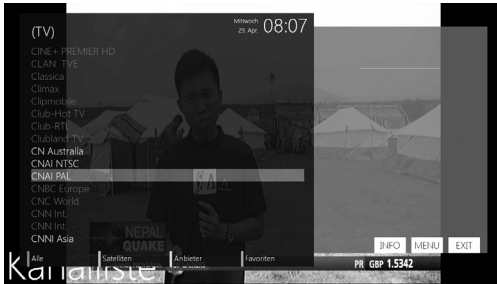 (TV)
Mittwoch
29. Apr.
08:07
CINE+ PREMIER HD
CLAN TVE
Classica
Climax
Clipmobile
Club-Hot TV
Club-RTL
Clubland TV
CN Australia
CNAI NTSC
CNAI PAL
CNBC Europe
CNC World
CNN Int.
CNN Int.
CNNI Asia
NEPAL
QUAKE
INFO MENU EXIT
Alle Satelliten Anbieter Favoriten
PR GBP 1.5342
Kanalliste